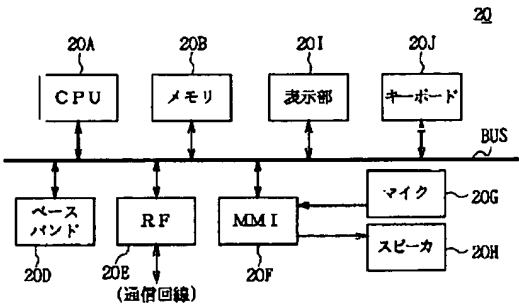 20
20A 20B 20I 20J
CPU メモリ 表示部 キーボード
BUS
ベース
バンド RF MMI マイク 20G
スピーカ 20H
20D 20E 20F
(通信回線)